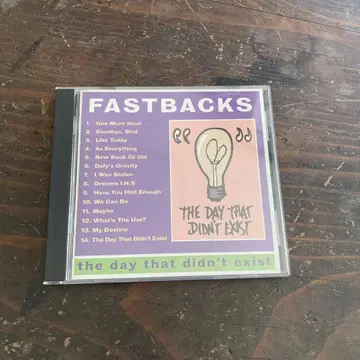 FASTBACKS
1. One More Hour
2. Goodbye, Bird
3. Like Today
4. As Everything
5. New Book Of Old
6. Defy's Gravity
7. I Was Stolen
8. Dreams I.H.S
9. Have You Had Enough
10. We Can Be
11. Maybe
12. What's The Use?
13. My Destiny
14. The Day That Didn't Exist
" "
THE DAY THAT
DIDN'T EXIST
the day that didn't exist